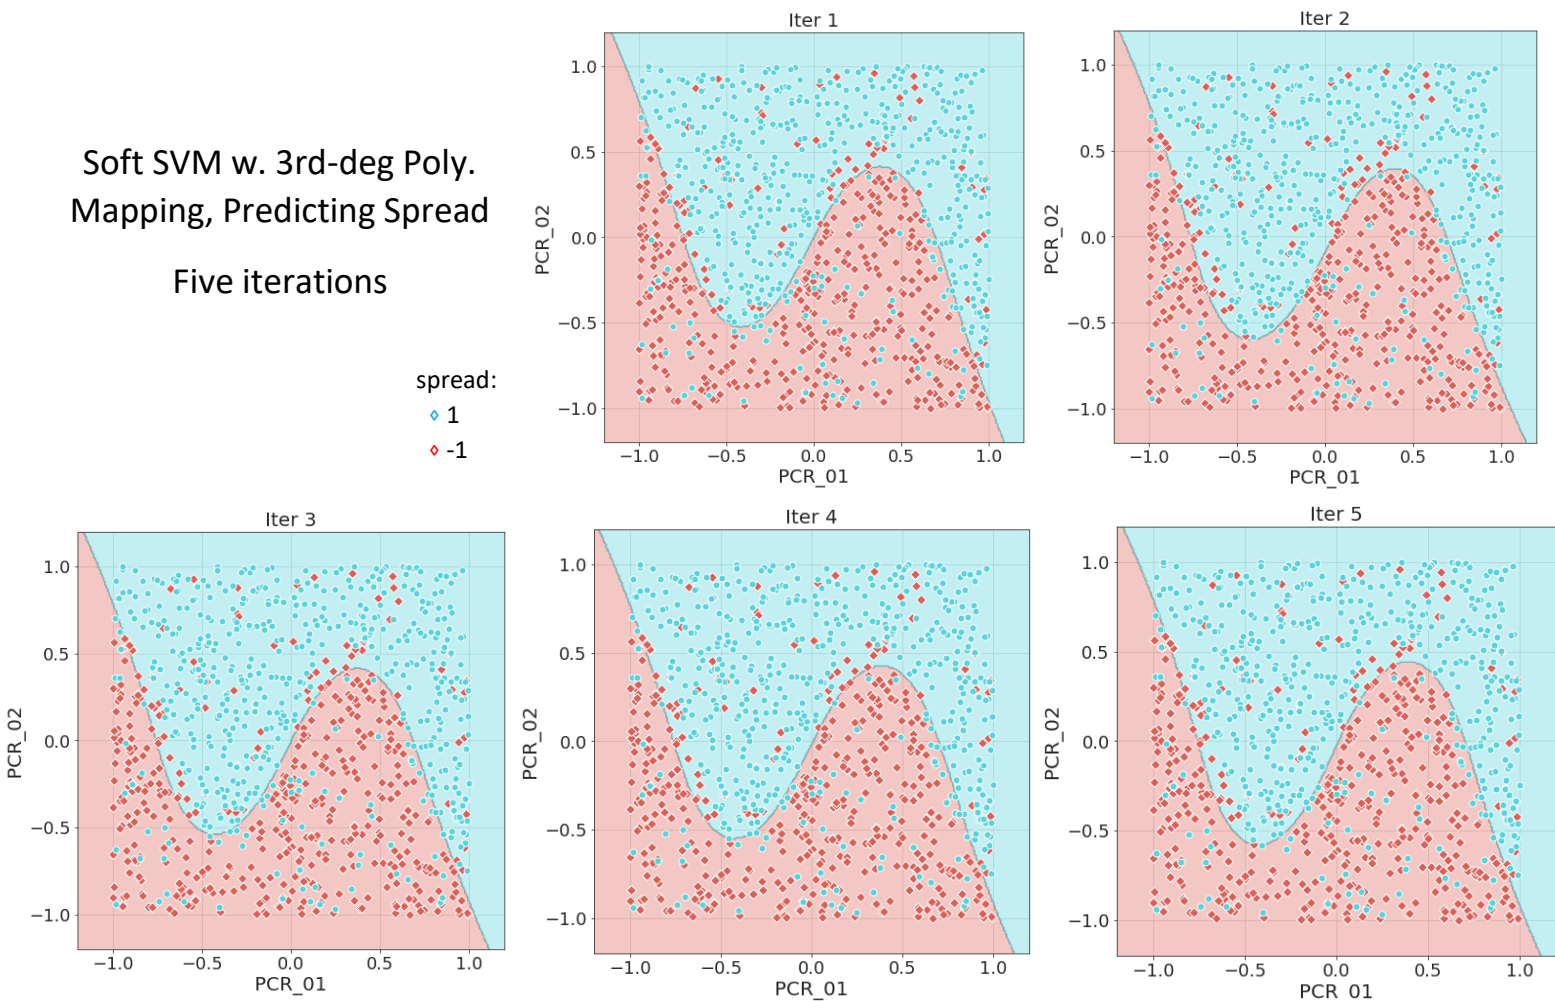 Soft SVM w. 3rd-deg Poly.
Mapping, Predicting Spread
Five iterations
spread:
1
-1
Iter 1
1.0
0.5
0.0
−0.5
−1.0
PCR_02
−1.0 −0.5 0.0 0.5 1.0
PCR_01
Iter 2
1.0
0.5
0.0
−0.5
−1.0
PCR_02
−1.0 −0.5 0.0 0.5 1.0
PCR_01
Iter 3
1.0
0.5
0.0
−0.5
−1.0
PCR_02
−1.0 −0.5 0.0 0.5 1.0
PCR_01
Iter 4
1.0
0.5
0.0
−0.5
−1.0
PCR_02
−1.0 −0.5 0.0 0.5 1.0
PCR_01
Iter 5
1.0
0.5
0.0
−0.5
−1.0
PCR_02
−1.0 −0.5 0.0 0.5 1.0
PCR_01